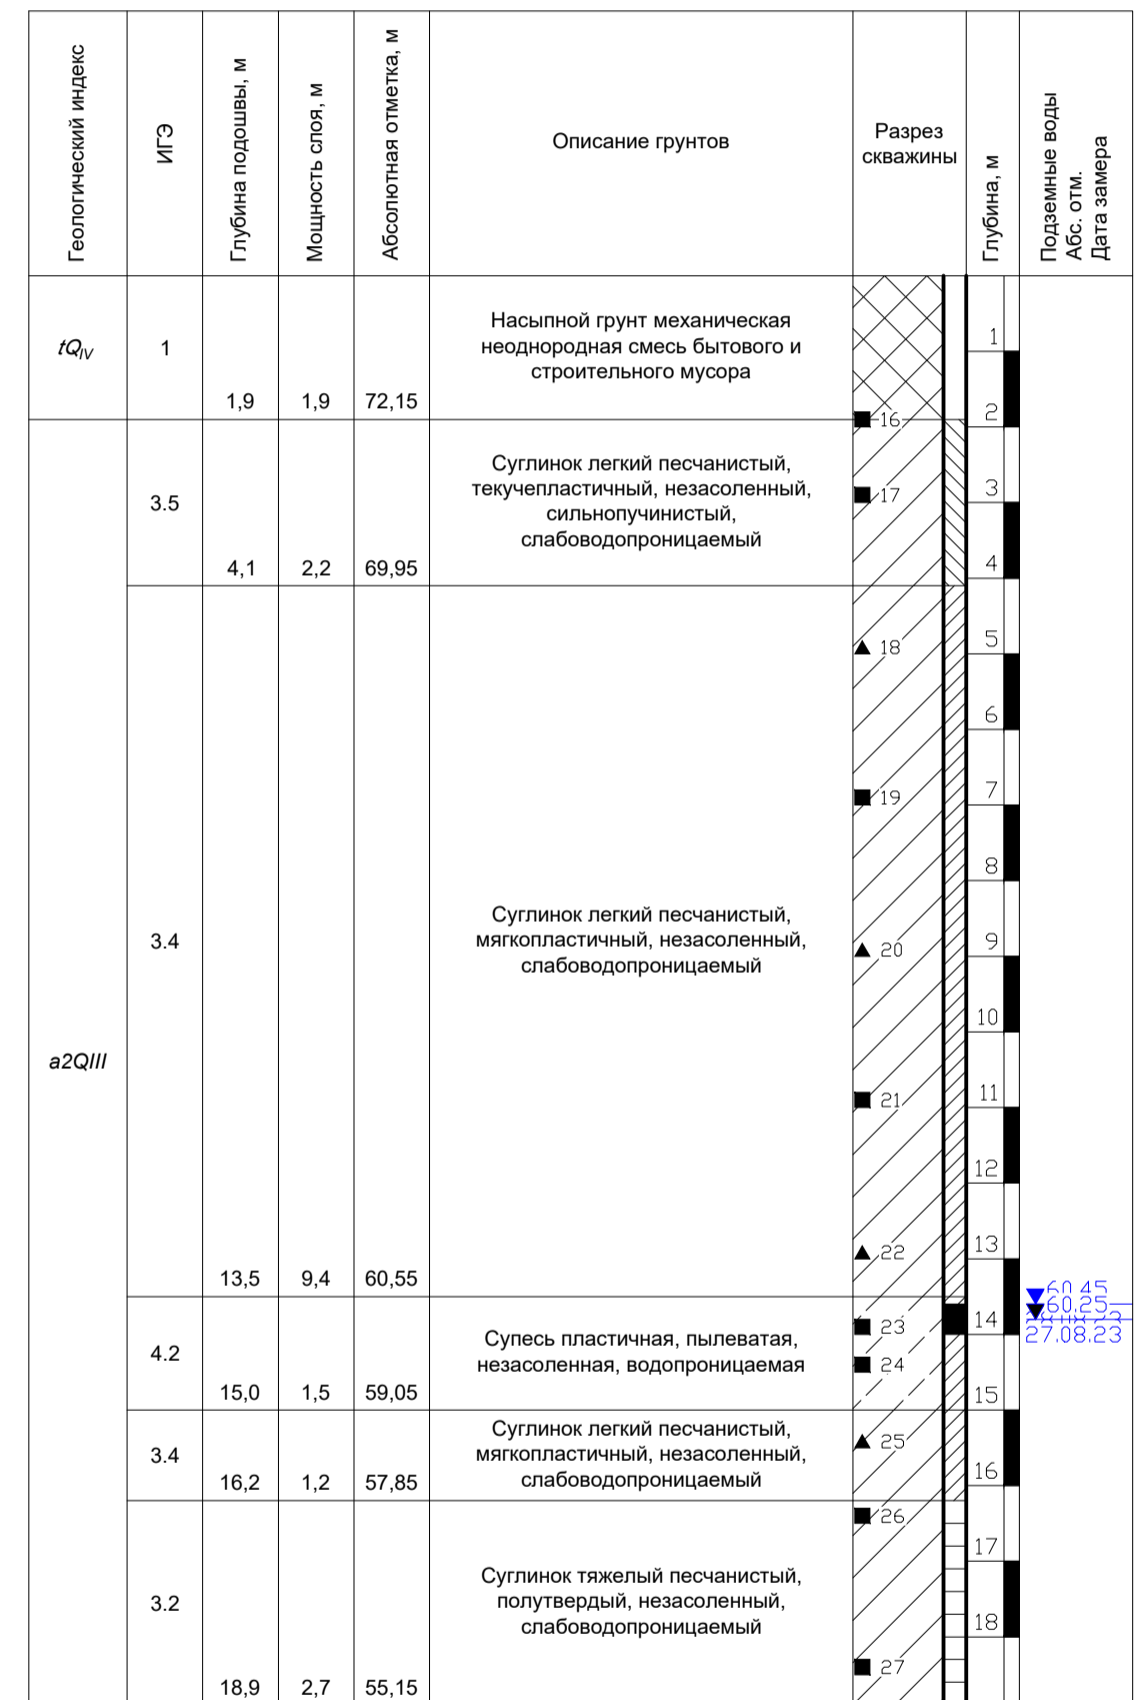 Геологический индекс
ИГЭ
Глубина подошвы, м
Мощность слоя, м
Абсолютная отметка, м
Описание грунтов
Разрез
скважины
Глубина, м
Подземные воды
Абс. отм.
Дата замера
tQIV
1
1,9
1,9
72,15
Насыпной грунт механическая
неоднородная смесь бытового и
строительного мусора
16
1
2
a2QIII
3.5
4,1
2,2
69,95
Суглинок легкий песчанистый,
текучепластичный, незасоленный,
сильнопучинистый,
слабоводопроницаемый
17
3
4
3.4
13,5
9,4
60,55
Суглинок легкий песчанистый,
мягкопластичный, незасоленный,
слабоводопроницаемый
18
19
20
21
22
5
6
7
8
9
10
11
12
13
4.2
15,0
1,5
59,05
Супесь пластичная, пылеватая,
незасоленная, водопроницаемая
23
24
14
15
60.45
60.25
27.08.23
3.4
16,2
1,2
57,85
Суглинок легкий песчанистый,
мягкопластичный, незасоленный,
слабоводопроницаемый
25
16
3.2
18,9
2,7
55,15
Суглинок тяжелый песчанистый,
полутвердый, незасоленный,
слабоводопроницаемый
26
27
17
18